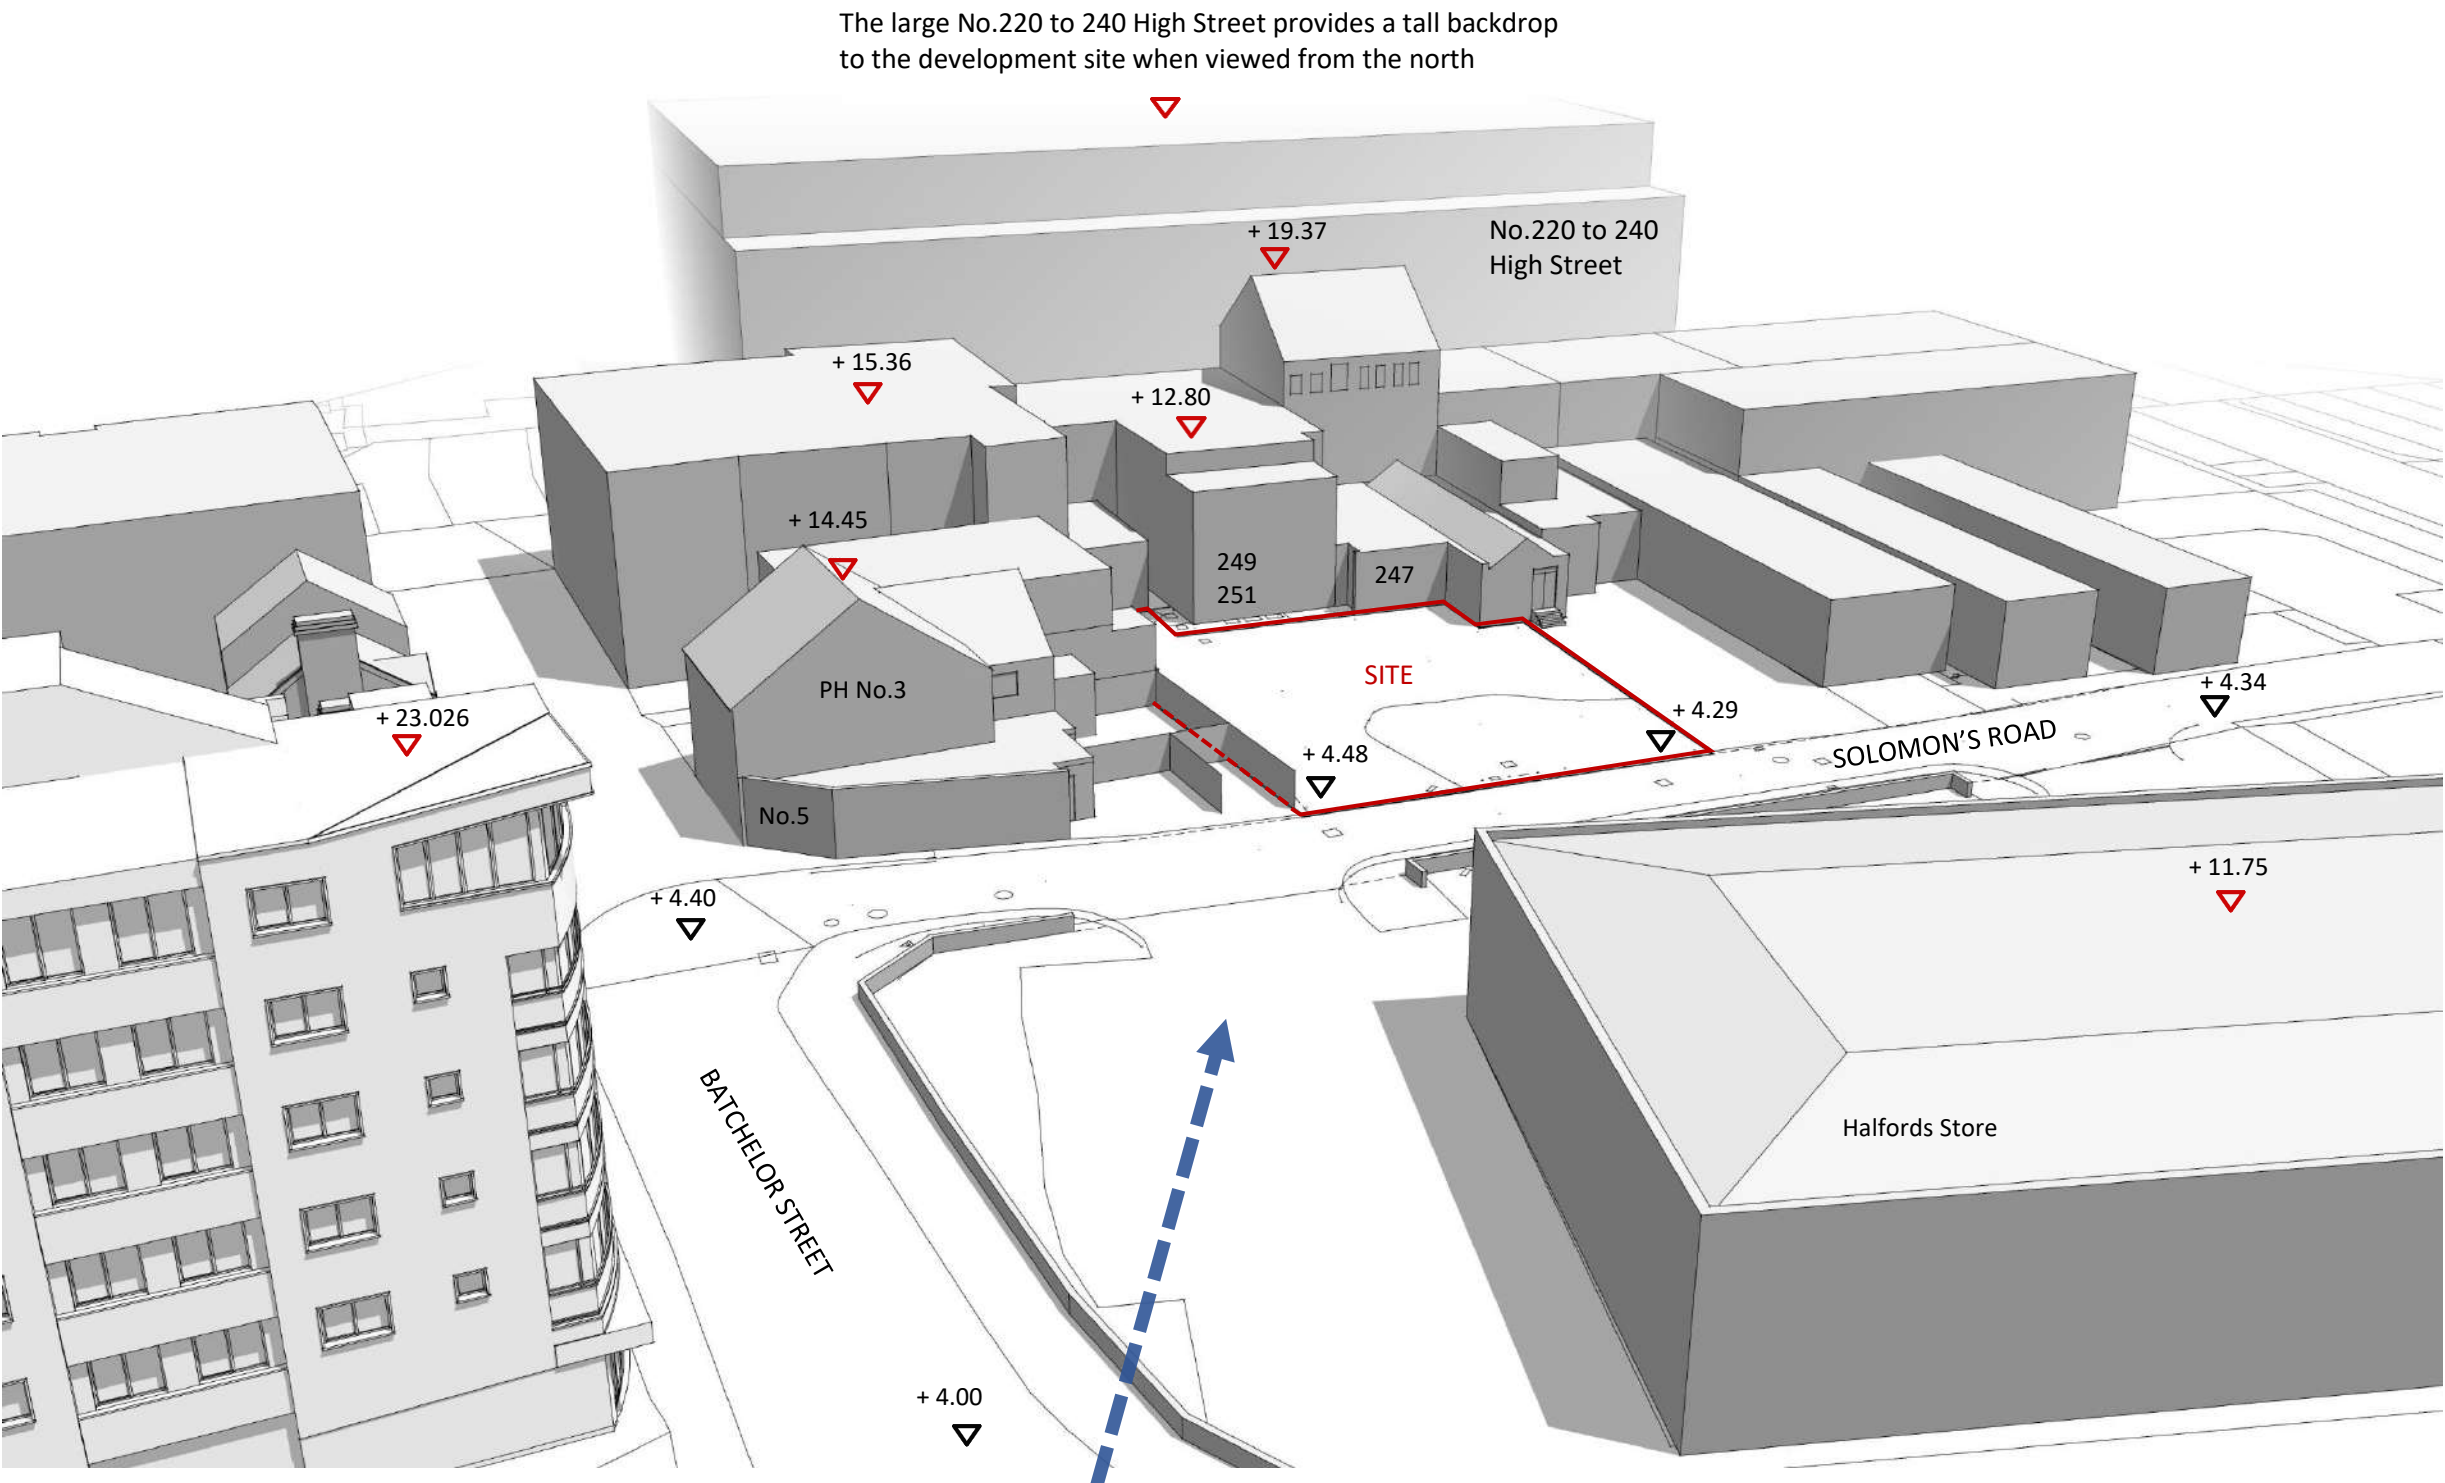 The large No.220 to 240 High Street provides a tall backdrop
to the development site when viewed from the north
+ 19.37
No.220 to 240
High Street
+ 15.36
+ 12.80
+ 14.45
249
251
247
PH No.3
SITE
+ 4.34
+ 23.026
+ 4.29
SOLOMON'S ROAD
+ 4.48
No.5
+ 11.75
+ 4.40
Halfords Store
BATCHELOR STREET
+ 4.00